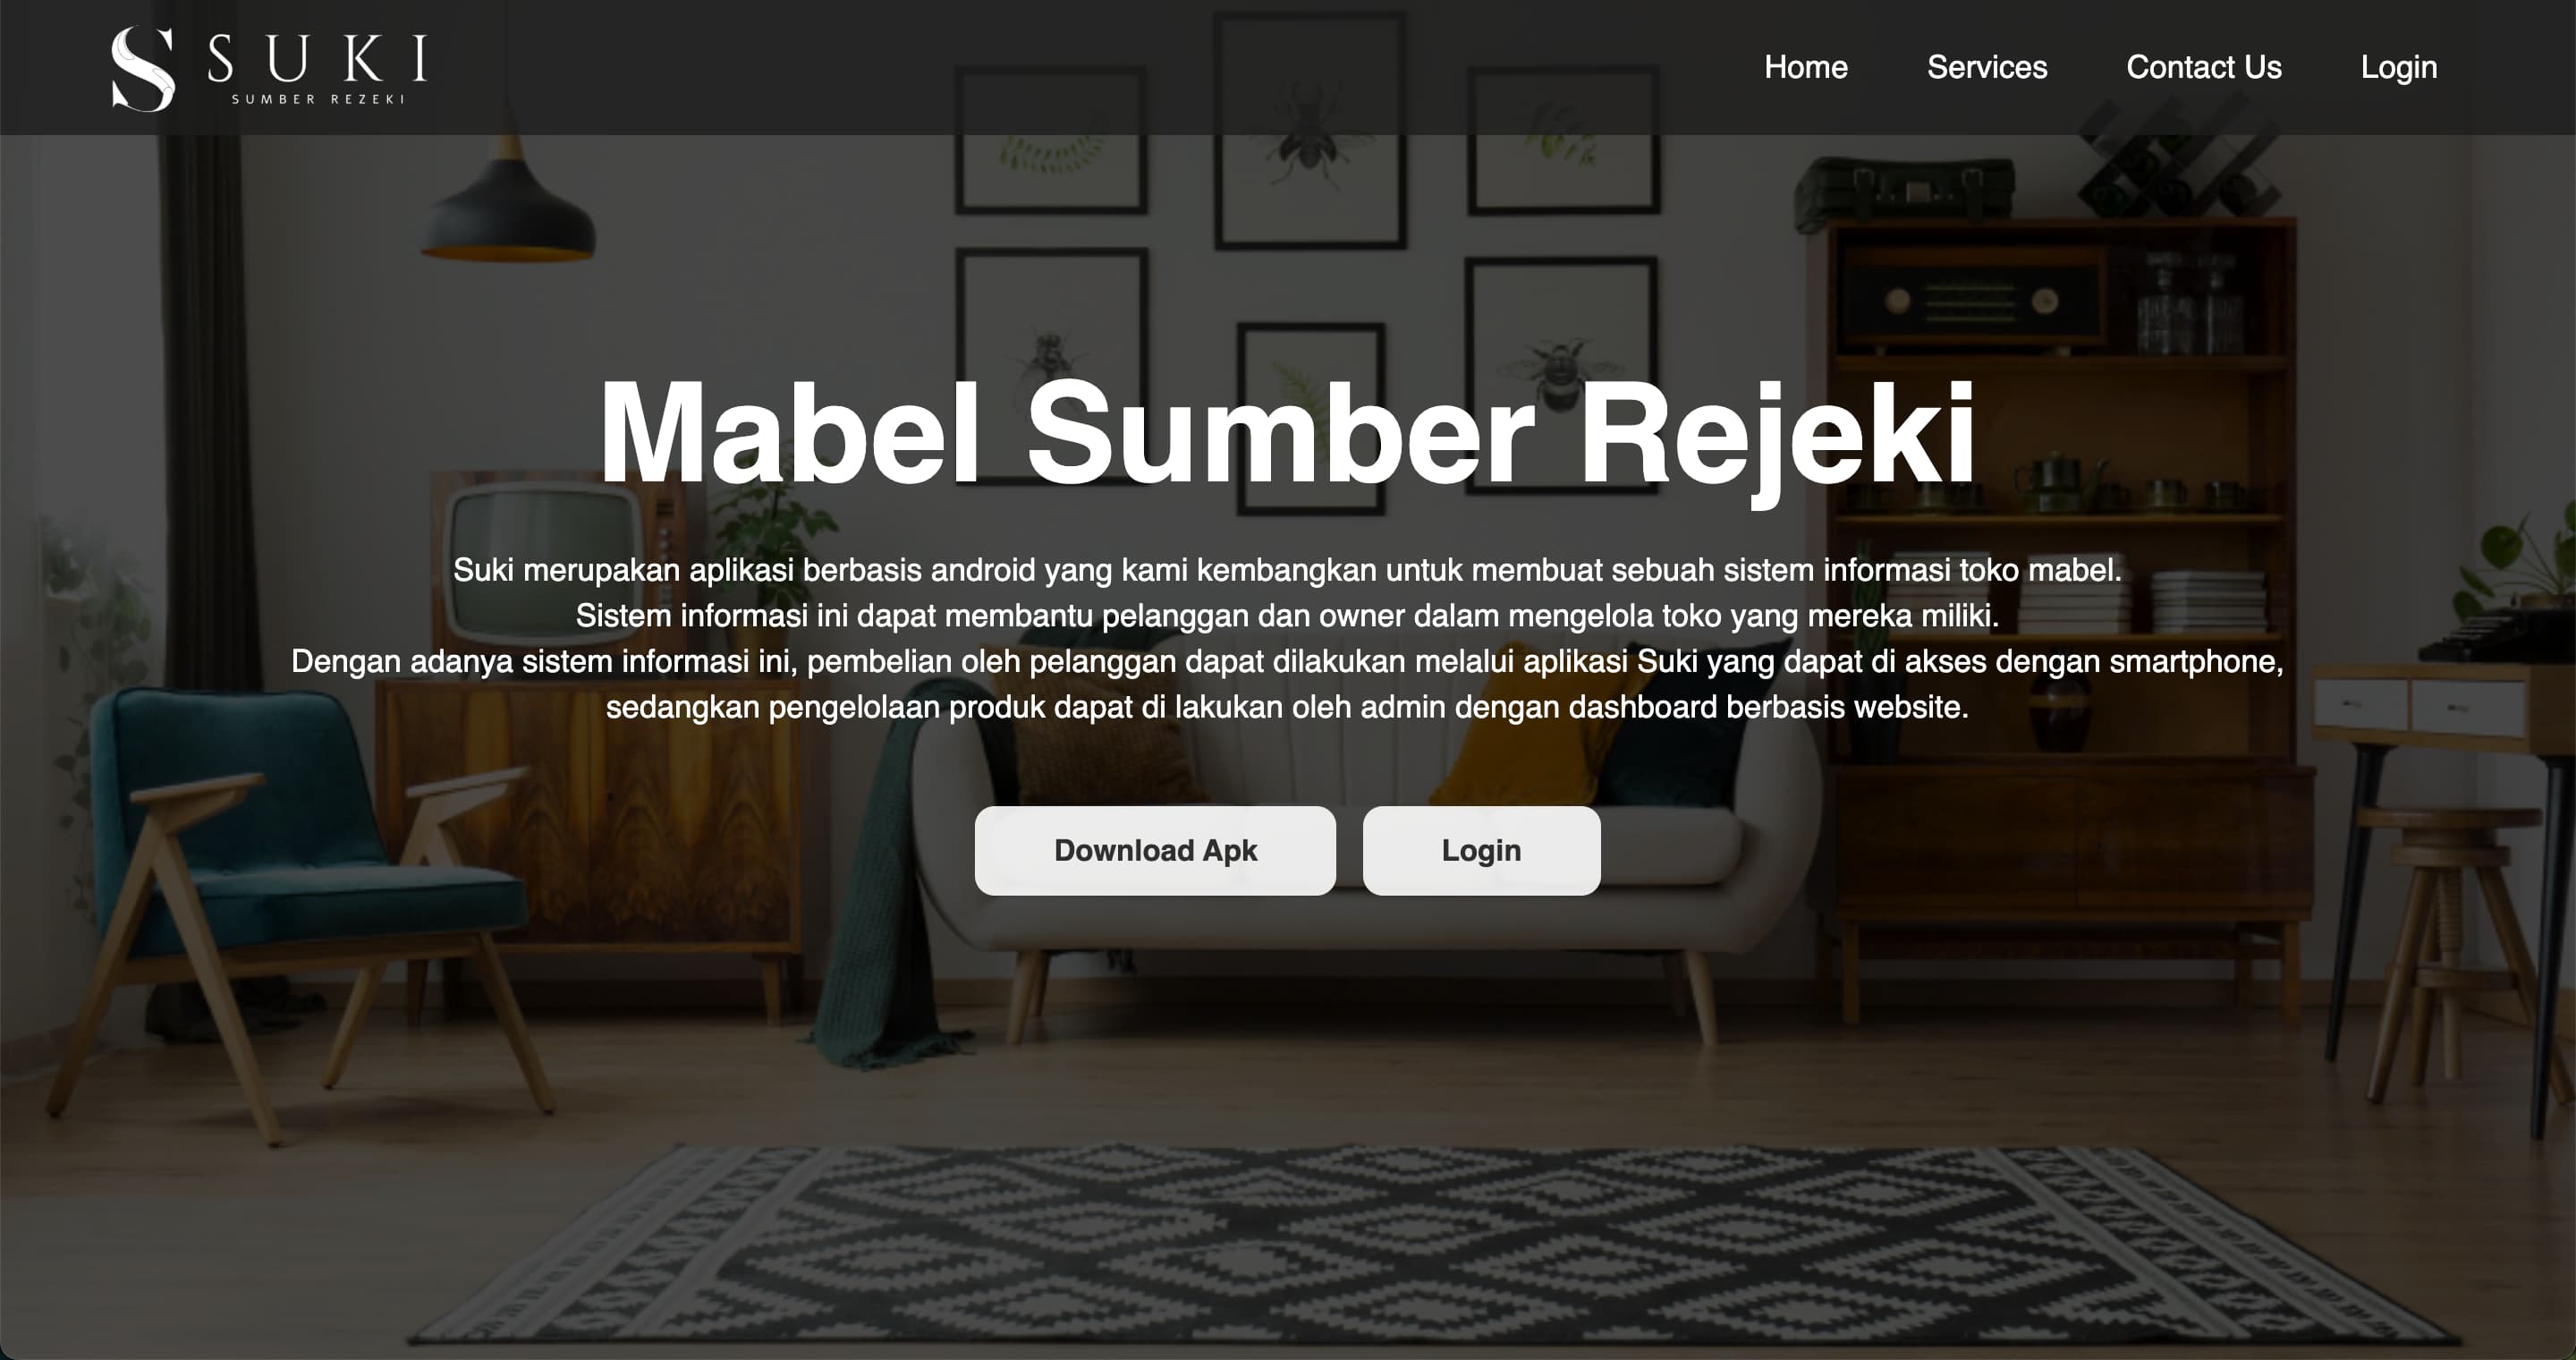 S SUKI
SUMBER REZEKI
Home Services Contact Us Login
Mabel Sumber Rejeki
Suki merupakan aplikasi berbasis android yang kami kembangkan untuk membuat sebuah sistem informasi toko mabel.
Sistem informasi ini dapat membantu pelanggan dan owner dalam mengelola toko yang mereka miliki.
Dengan adanya sistem informasi ini, pembelian oleh pelanggan dapat dilakukan melalui aplikasi Suki yang dapat di akses dengan smartphone,
sedangkan pengelolaan produk dapat di lakukan oleh admin dengan dashboard berbasis website.
Download Apk Login